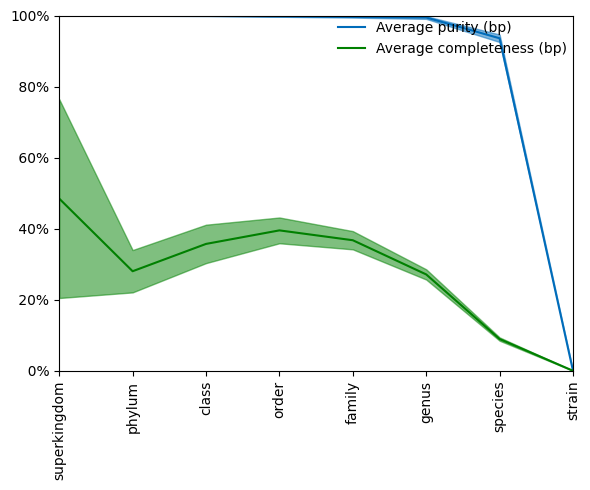 100%
80%
60%
40%
20%
0%
Average purity (bp)
Average completeness (bp)
superkingdom
phylum
class
order
family
genus
species
strain